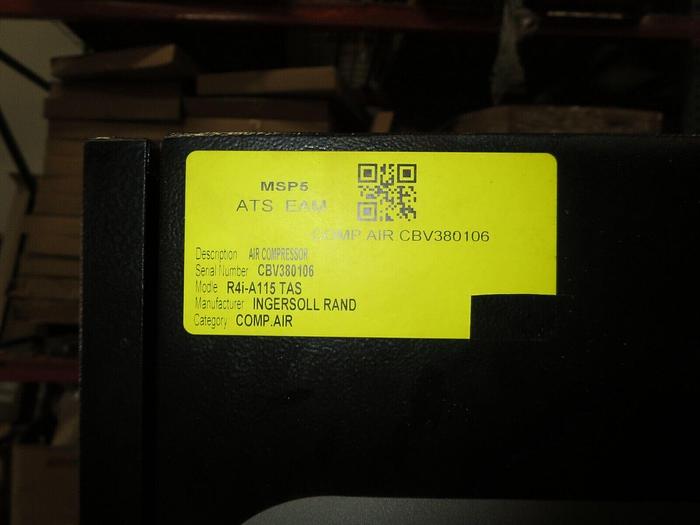 MSP5
ATS EAM
COMP AIR CBV380106
Description AIR COMPRESSOR
Serial Number CBV380106
Modle R4i-A115 TAS
Manufacturer INGERSOLL RAND
Category COMP.AIR